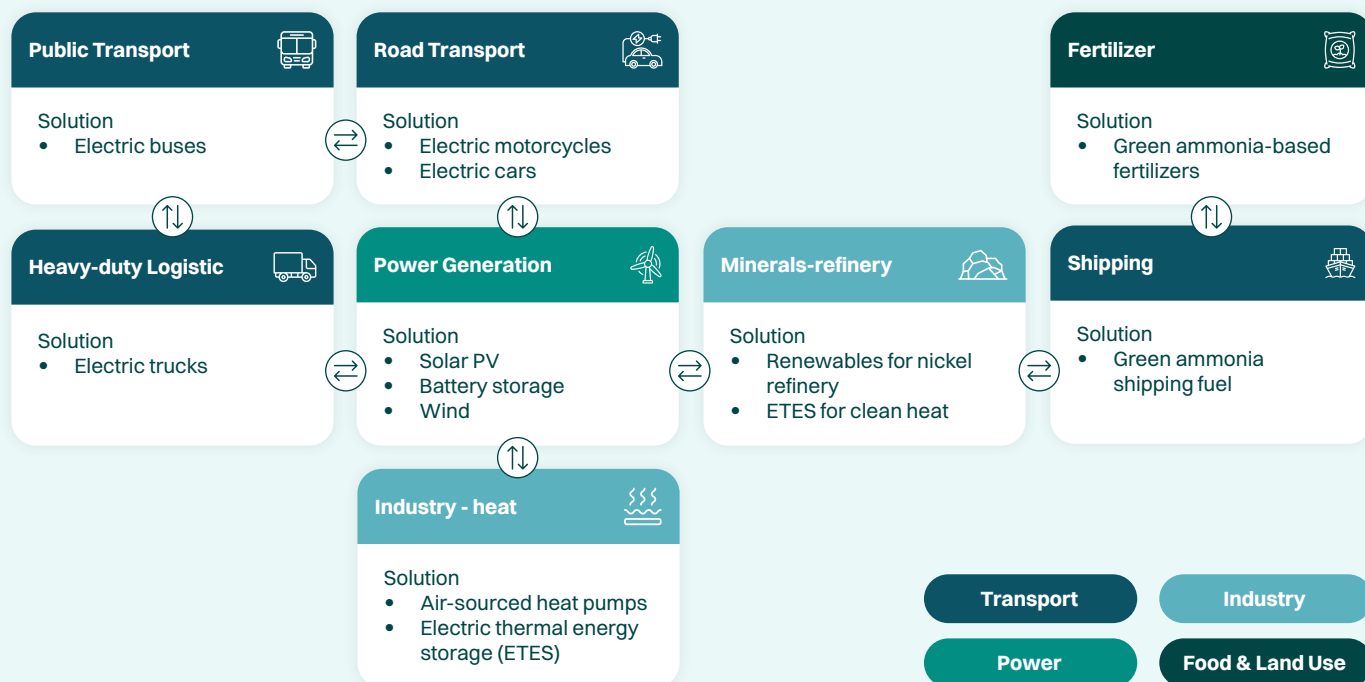 Public Transport
Solution
• Electric buses
Road Transport
Solution
• Electric motorcycles
• Electric cars
Fertilizer
Solution
• Green ammonia-based
fertilizers
Heavy-duty Logistic
Solution
• Electric trucks
Power Generation
Solution
• Solar PV
• Battery storage
• Wind
Minerals-refinery
Solution
• Renewables for nickel
refinery
• ETES for clean heat
Shipping
Solution
• Green ammonia
shipping fuel
Industry - heat
Solution
• Air-sourced heat pumps
• Electric thermal energy
storage (ETES)
Transport
Industry
Power
Food & Land Use